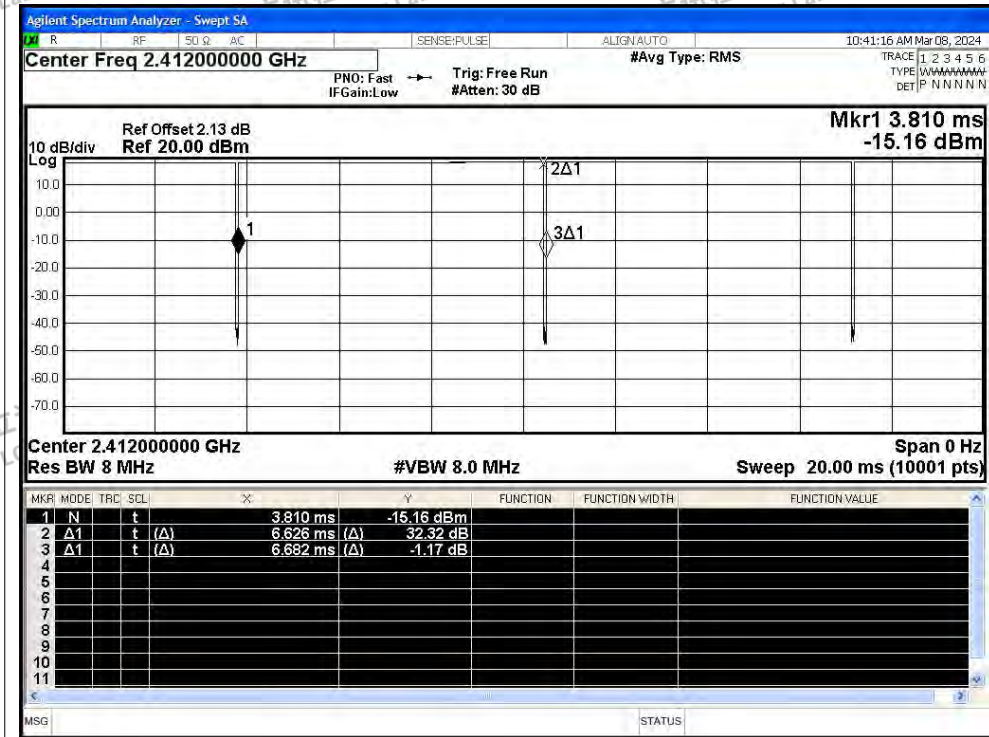 Agilent Spectrum Analyzer - Swept SA
R RF 50 Ω AC SENSE:PULSE ALIGN AUTO 10:41:16 AM Mar 08, 2024
Center Freq 2.412000000 GHz #Avg Type: RMS TRACE 1 2 3 4 5 6
PNO: Fast Trig: Free Run TYPE WWWWWW
IFGain:Low #Atten: 30 dB DET P N N N N N
Mkr1 3.810 ms
Ref Offset 2.13 dB
10 dB/div Ref 20.00 dBm -15.16 dBm
Log
2Δ1
10.0
0.00
1
3Δ1
-10.0
-20.0
-30.0
-40.0
-50.0
-60.0
-70.0
Center 2.412000000 GHz Span 0 Hz
Res BW 8 MHz #VBW 8.0 MHz Sweep 20.00 ms (10001 pts)
MKR MODE TRC SCL X Y FUNCTION FUNCTION WIDTH FUNCTION VALUE
1 N t 3.810 ms -15.16 dBm
2 Δ1 t (Δ) 6.626 ms (Δ) 32.32 dB
3 Δ1 t (Δ) 6.682 ms (Δ) -1.17 dB
4
5
6
7
8
9
10
11
MSG STATUS